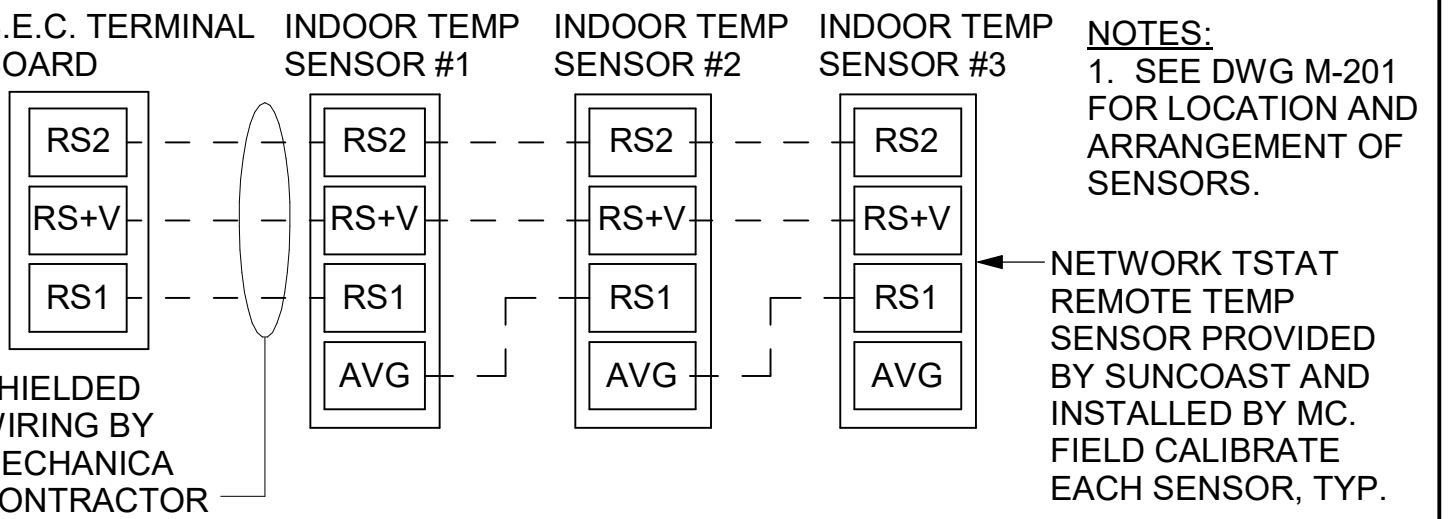 .E.C. TERMINAL
OARD
INDOOR TEMP
SENSOR #1
INDOOR TEMP
SENSOR #2
INDOOR TEMP
SENSOR #3
NOTES:
1. SEE DWG M-201
FOR LOCATION AND
ARRANGEMENT OF
SENSORS.
RS2
RS+V
RS1
RS2
RS+V
RS1
AVG
RS2
RS+V
RS1
AVG
RS2
RS+V
RS1
AVG
NETWORK TSTAT
REMOTE TEMP
SENSOR PROVIDED
BY SUNCOAST AND
INSTALLED BY MC.
FIELD CALIBRATE
EACH SENSOR, TYP.
HIELDED
WIRING BY
MECHANICA
CONTRACTOR